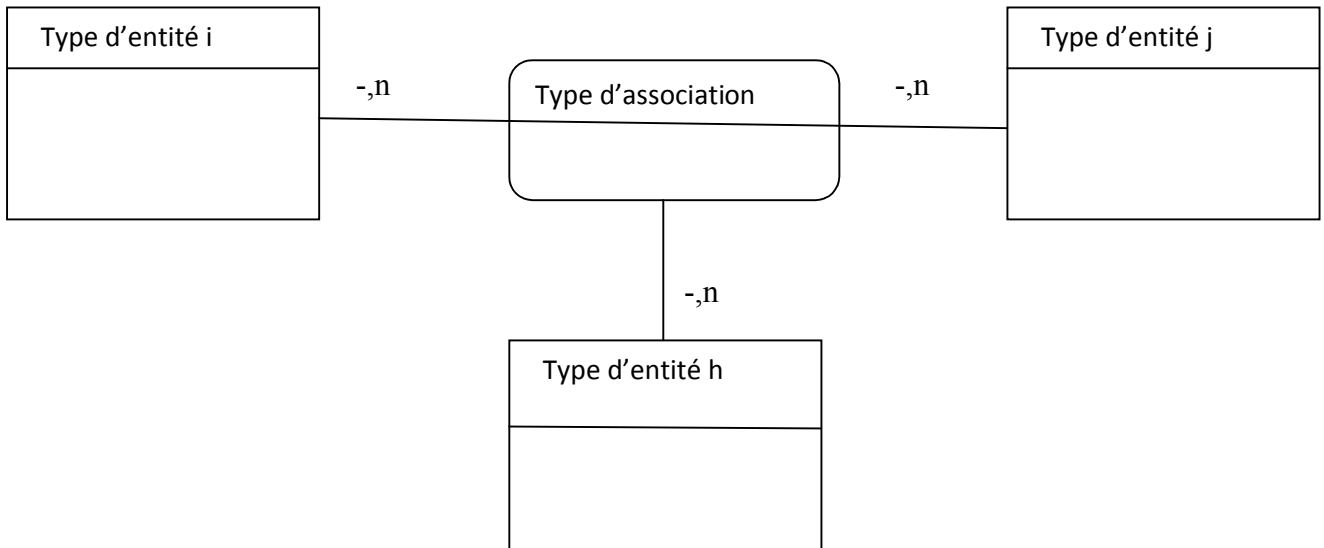 Type d’entité i
Type d’entité j
-,n
Type d’association
-,n
-,n
Type d’entité h